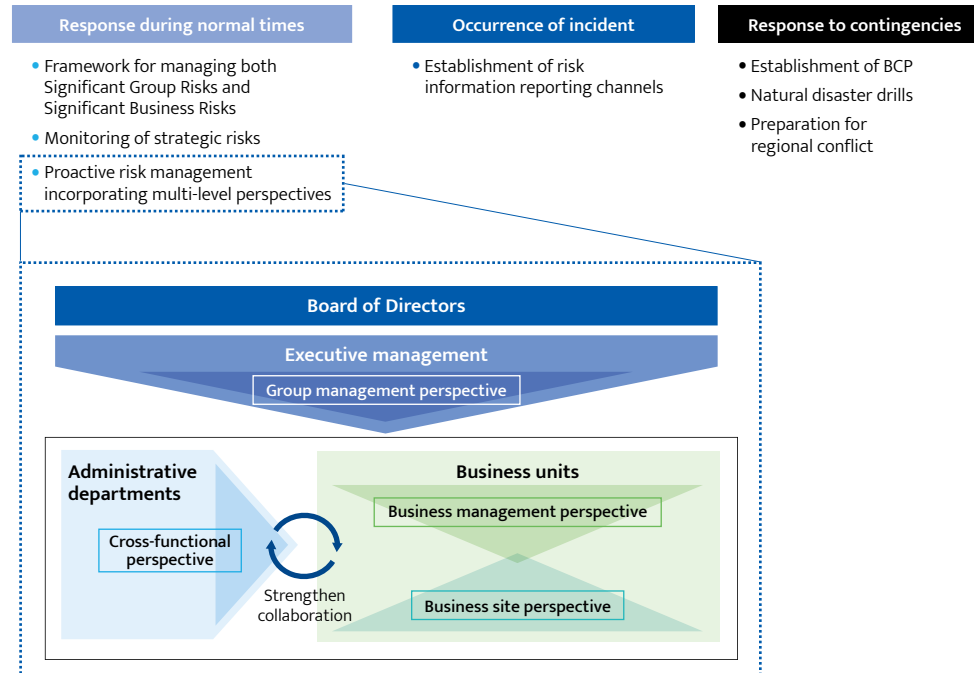 Response during normal times
• Framework for managing both
Significant Group Risks and
Significant Business Risks
• Monitoring of strategic risks
• Proactive risk management
incorporating multi-level perspectives
Occurrence of incident
• Establishment of risk
information reporting channels
Response to contingencies
• Establishment of BCP
• Natural disaster drills
• Preparation for
regional conflict
Board of Directors
Executive management
Group management perspective
Administrative
departments
Cross-functional
perspective
Strengthen
collaboration
Business units
Business management perspective
Business site perspective